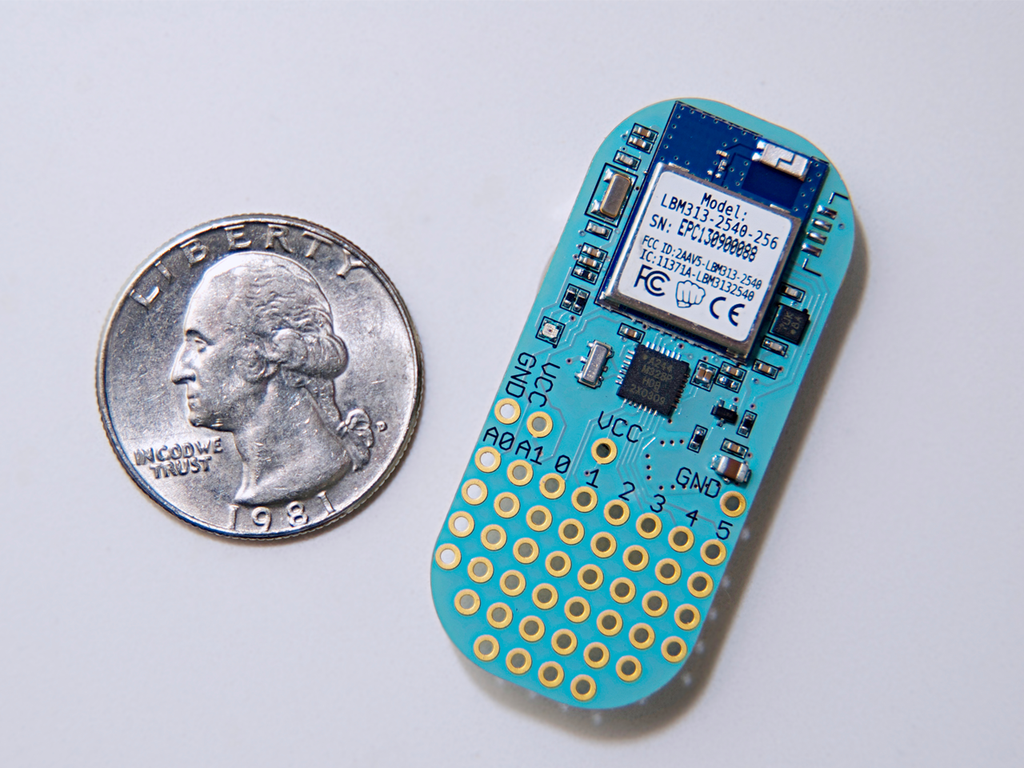 LIBERTY
IN GOD WE
TRUST
D
1981
Model:
LBM313-2540-256
SN: EPC130900088
FCC ID:2AAV5-LBM313-2540
IC:11371A-LBM3132540
FC CE
GND VCC
VCC
GND
A0 A1 0 1 2 3 4 5